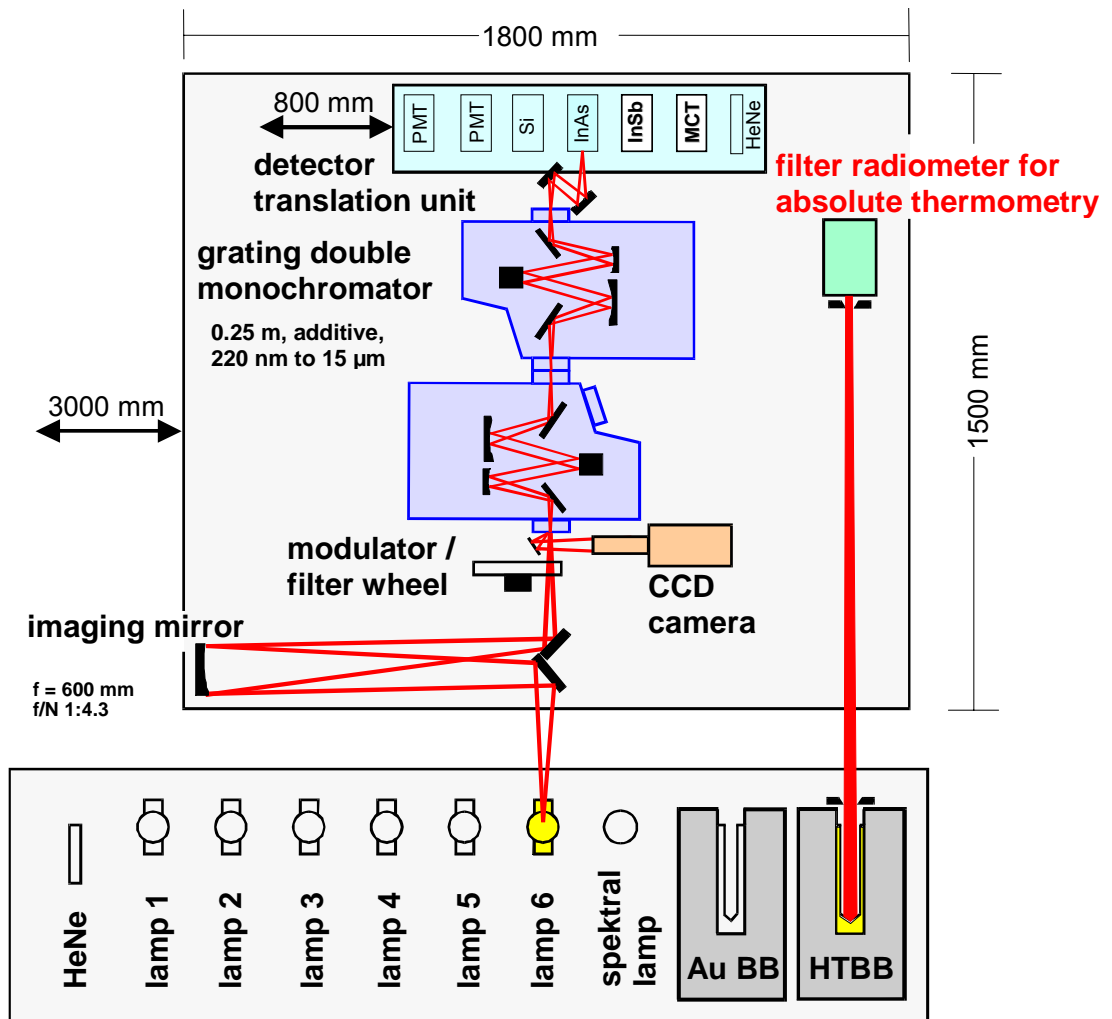 1800 mm
800 mm
PMT
PMT
Si
InAs
InSb
MCT
HeNe
detector
translation unit
filter radiometer for
absolute thermometry
grating double
monochromator
0.25 m, additive,
220 nm to 15 µm
3000 mm
1500 mm
modulator /
filter wheel
CCD
camera
imaging mirror
f = 600 mm
f/N 1:4.3
HeNe
lamp 1
lamp 2
lamp 3
lamp 4
lamp 5
lamp 6
spektral
lamp
Au BB
HTBB